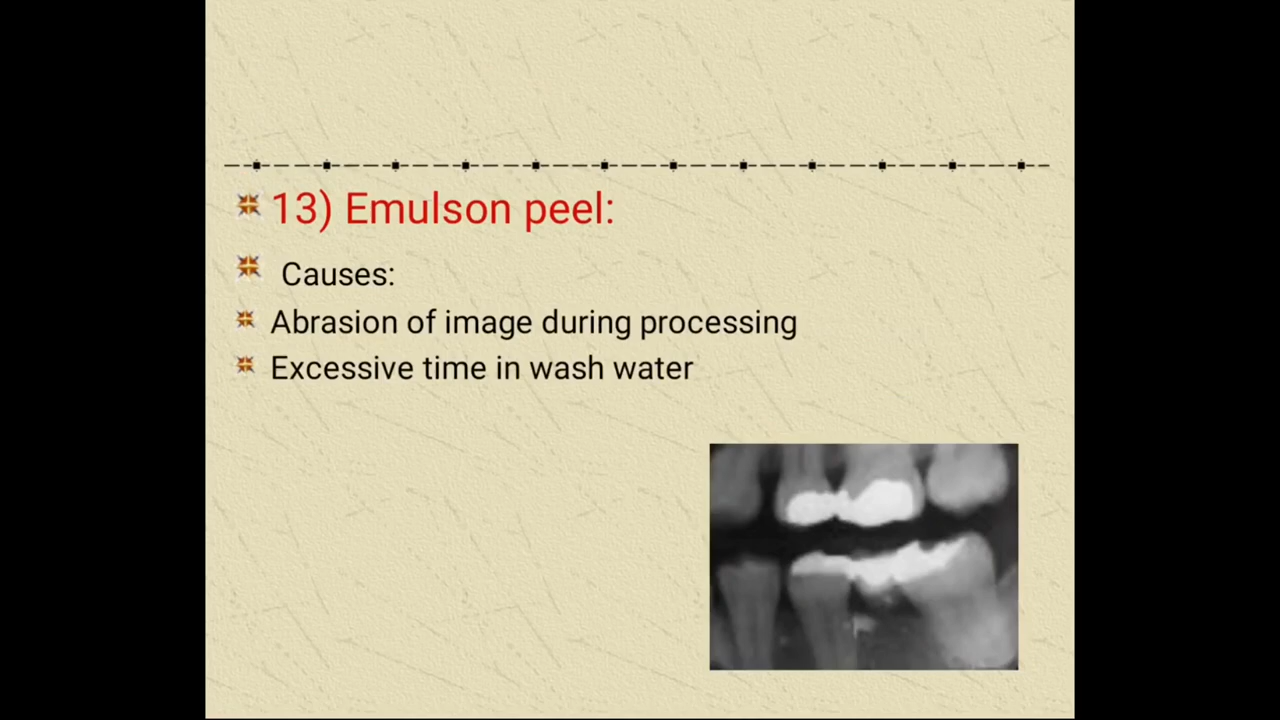 13) Emulson peel:
Causes:
Abrasion of image during processing
Excessive time in wash water